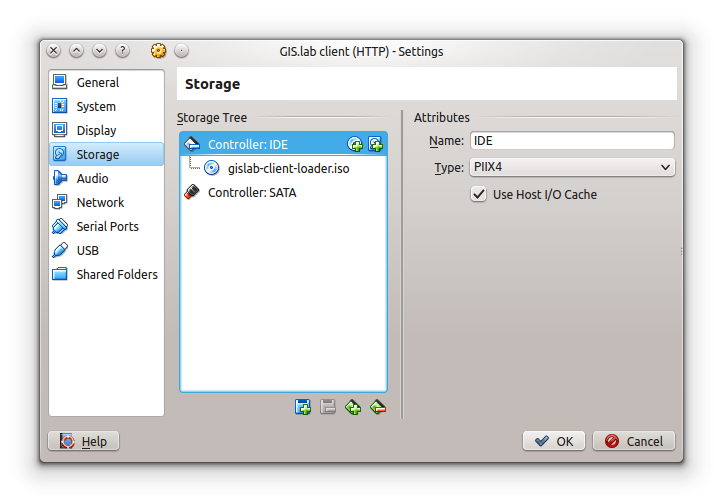 GIS.lab client (HTTP) - Settings
General
System
Display
Storage
Audio
Network
Serial Ports
USB
Shared Folders
Storage
Storage Tree
Controller: IDE
gislab-client-loader.iso
Controller: SATA
Attributes
Name: IDE
Type: PIIX4
Use Host I/O Cache
Help
OK
Cancel